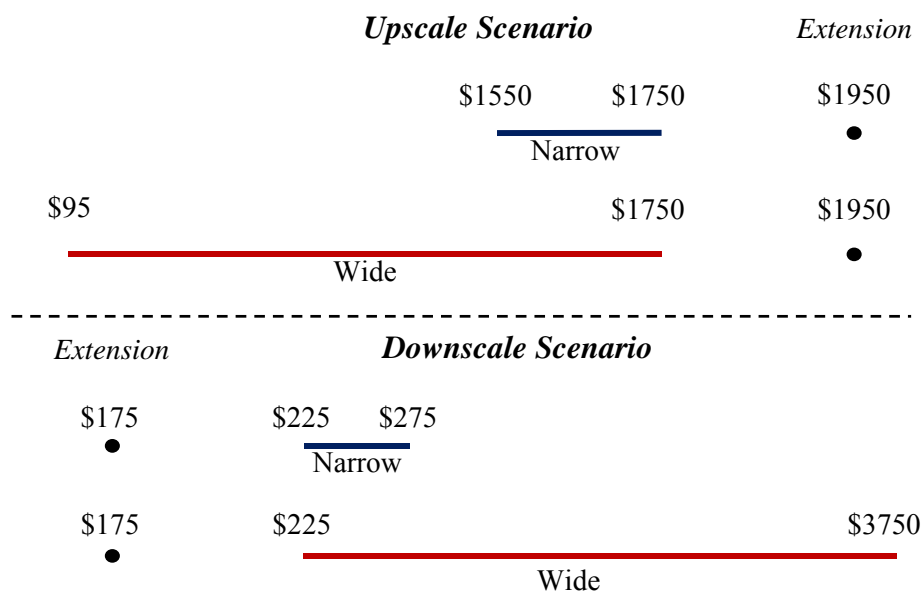 Upscale Scenario Extension
$1550 $1750 $1950
Narrow
$95 $1750 $1950
Wide
Extension Downscale Scenario
$175 $225 $275
Narrow
$175 $225 $3750
Wide